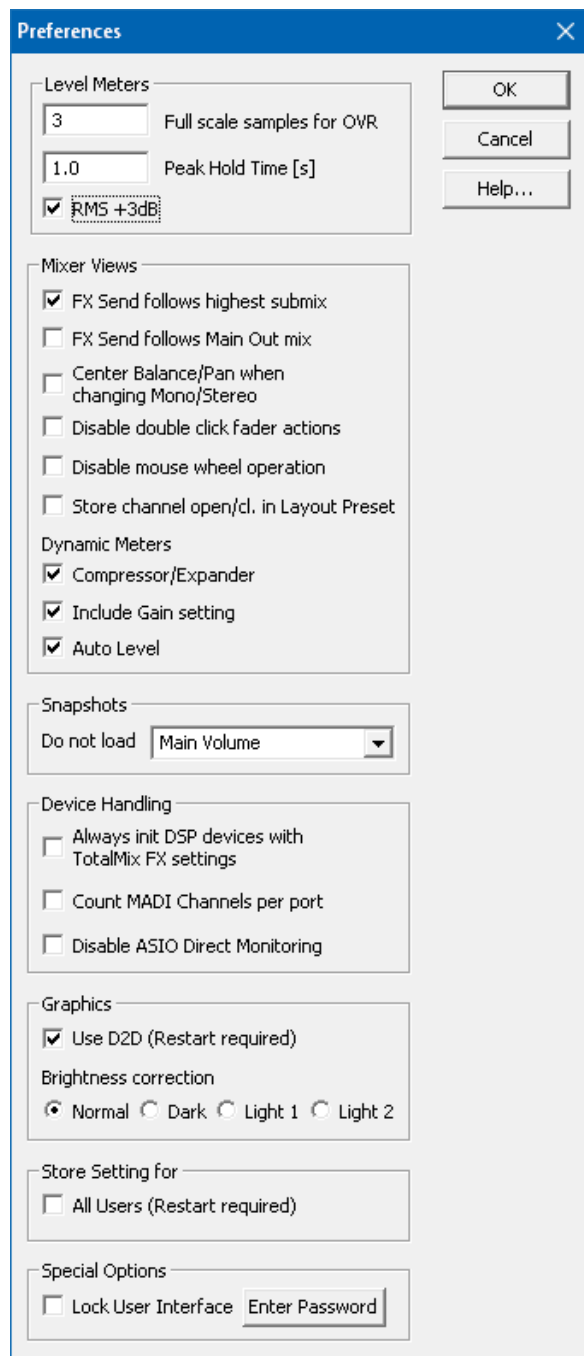 Preferences
Level Meters
3 Full scale samples for OVR
1.0 Peak Hold Time [s]
RMS +3dB
OK
Cancel
Help...
Mixer Views
FX Send follows highest submix
FX Send follows Main Out mix
Center Balance/Pan when
changing Mono/Stereo
Disable double click fader actions
Disable mouse wheel operation
Store channel open/cl. in Layout Preset
Dynamic Meters
Compressor/Expander
Include Gain setting
Auto Level
Snapshots
Do not load Main Volume
Device Handling
Always init DSP devices with
TotalMix FX settings
Count MADI Channels per port
Disable ASIO Direct Monitoring
Graphics
Use D2D (Restart required)
Brightness correction
Normal Dark Light 1 Light 2
Store Setting for
All Users (Restart required)
Special Options
Lock User Interface Enter Password